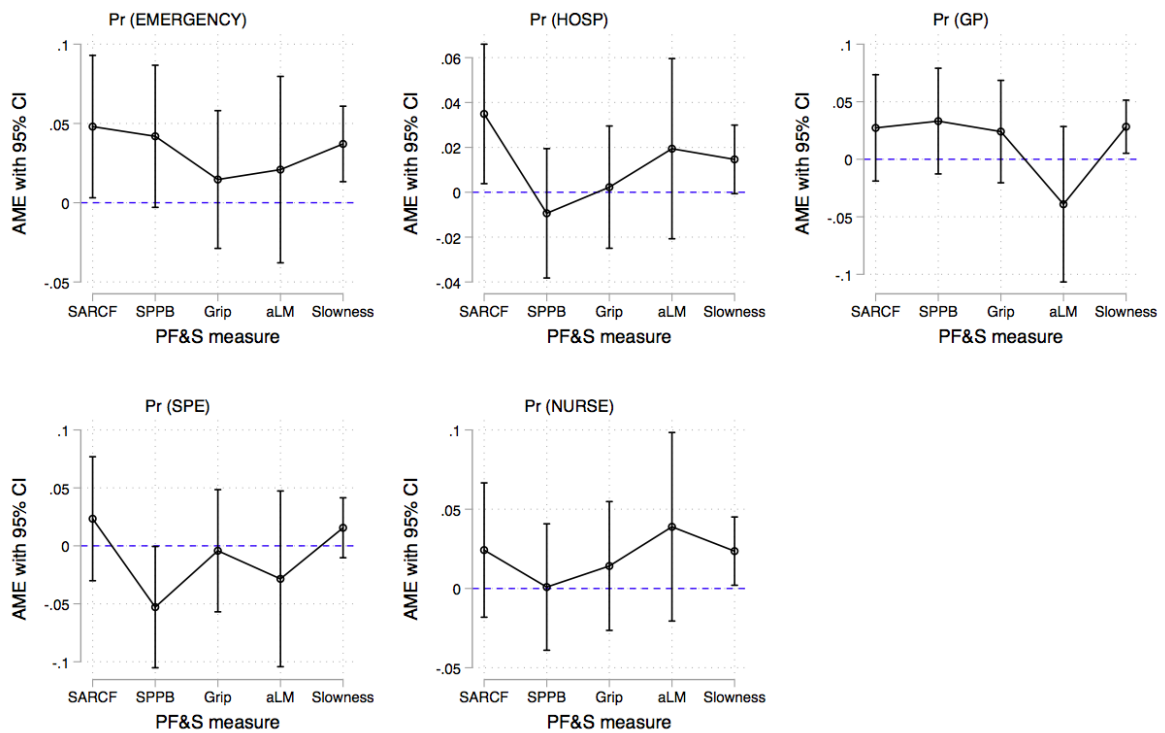 Pr (EMERGENCY)
AME with 95% CI
.1
.05
0
-.05
SARCF SPPB Grip aLM Slowness
PF&S measure
Pr (HOSP)
AME with 95% CI
.06
.04
.02
0
-.02
-.04
SARCF SPPB Grip aLM Slowness
PF&S measure
Pr (GP)
AME with 95% CI
.1
.05
0
-.05
-.1
SARCF SPPB Grip aLM Slowness
PF&S measure
Pr (SPE)
AME with 95% CI
.1
.05
0
-.05
-.1
SARCF SPPB Grip aLM Slowness
PF&S measure
Pr (NURSE)
AME with 95% CI
.1
.05
0
-.05
SARCF SPPB Grip aLM Slowness
PF&S measure